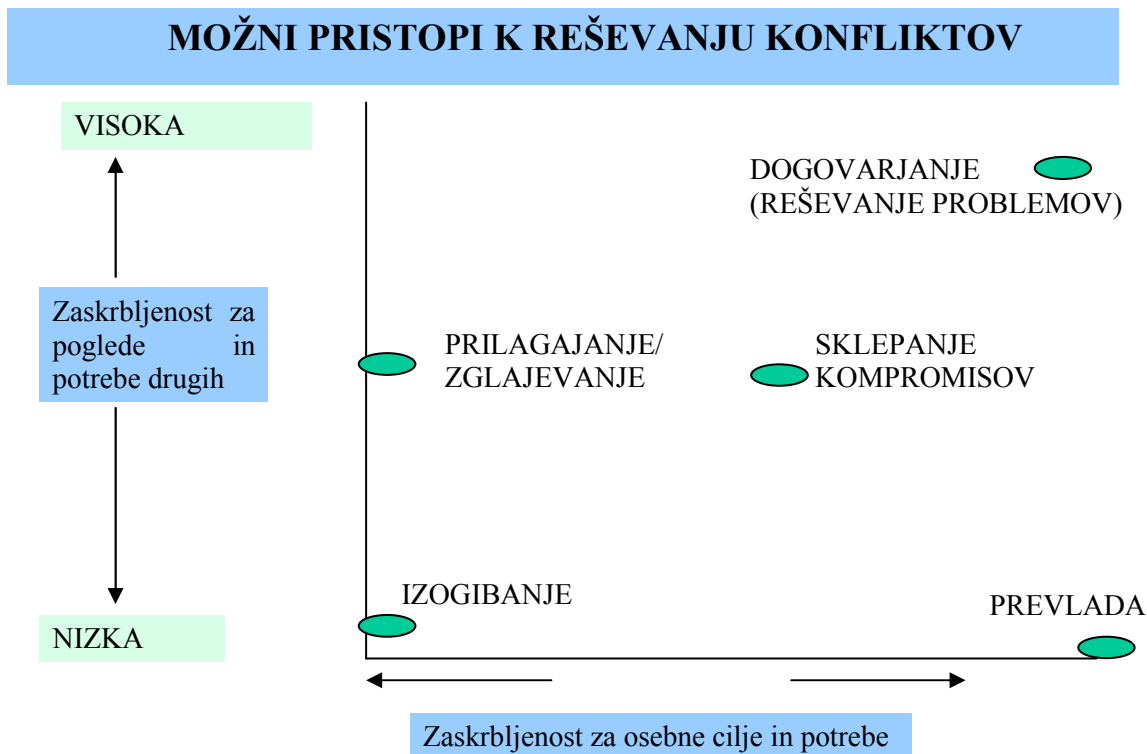 MOŽNI PRISTOPI K REŠEVANJU KONFLIKTOV
VISOKA
DOGOVARJANJE
(REŠEVANJE PROBLEMOV)
Zaskrbljenost za
poglede in
potrebe drugih
PRILAGAJANJE/
ZGLAJEVANJE
SKLEPANJE
KOMPROMISOV
IZOGIBANJE
PREVLADA
NIZKA
Zaskrbljenost za osebne cilje in potrebe